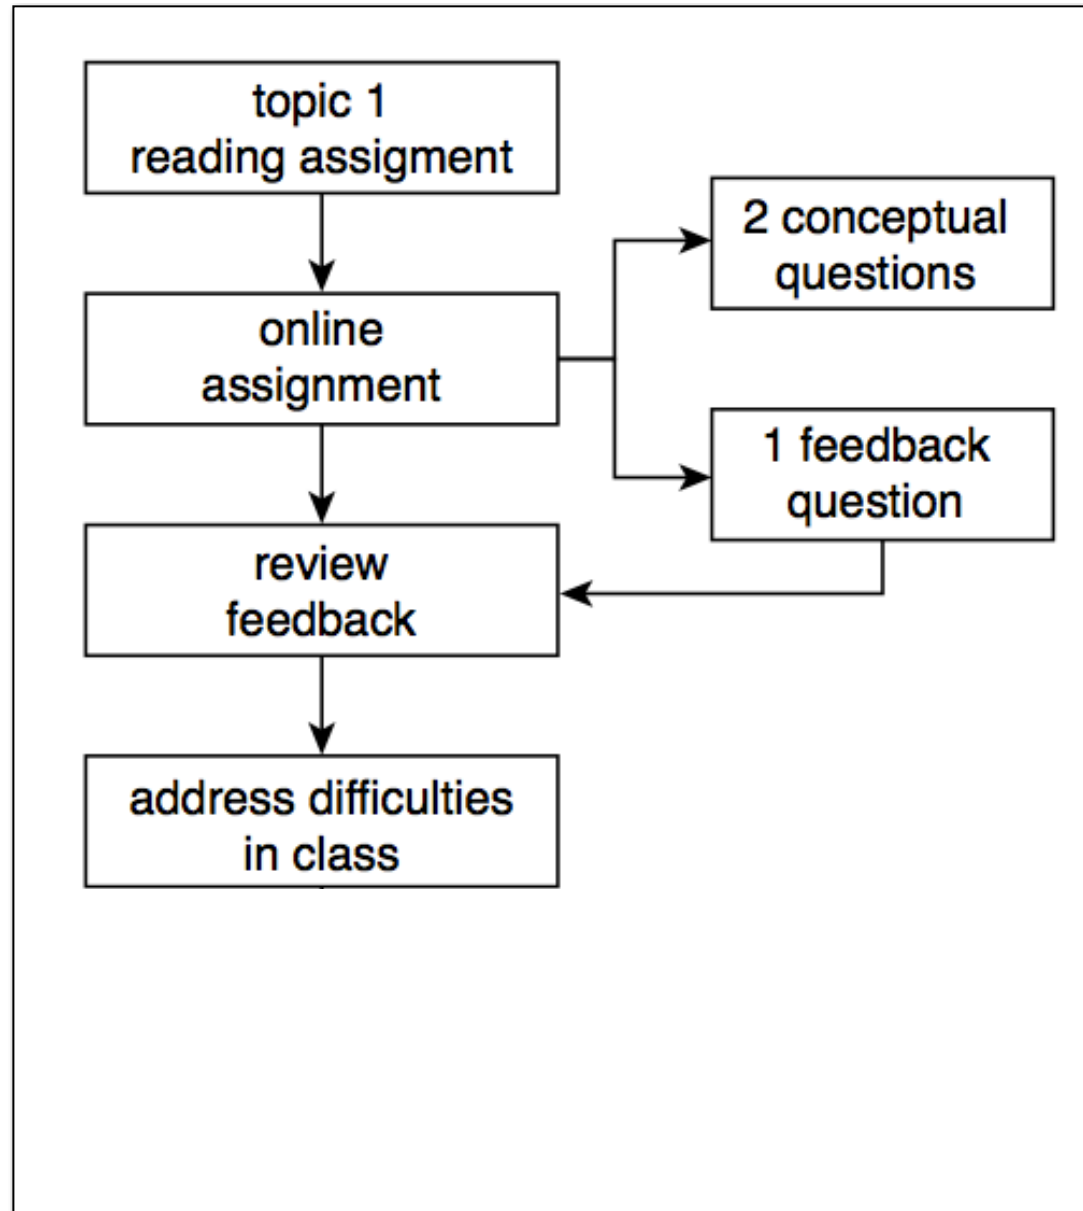 topic 1
reading assigment
2 conceptual
questions
online
assignment
1 feedback
question
review
feedback
address difficulties
in class